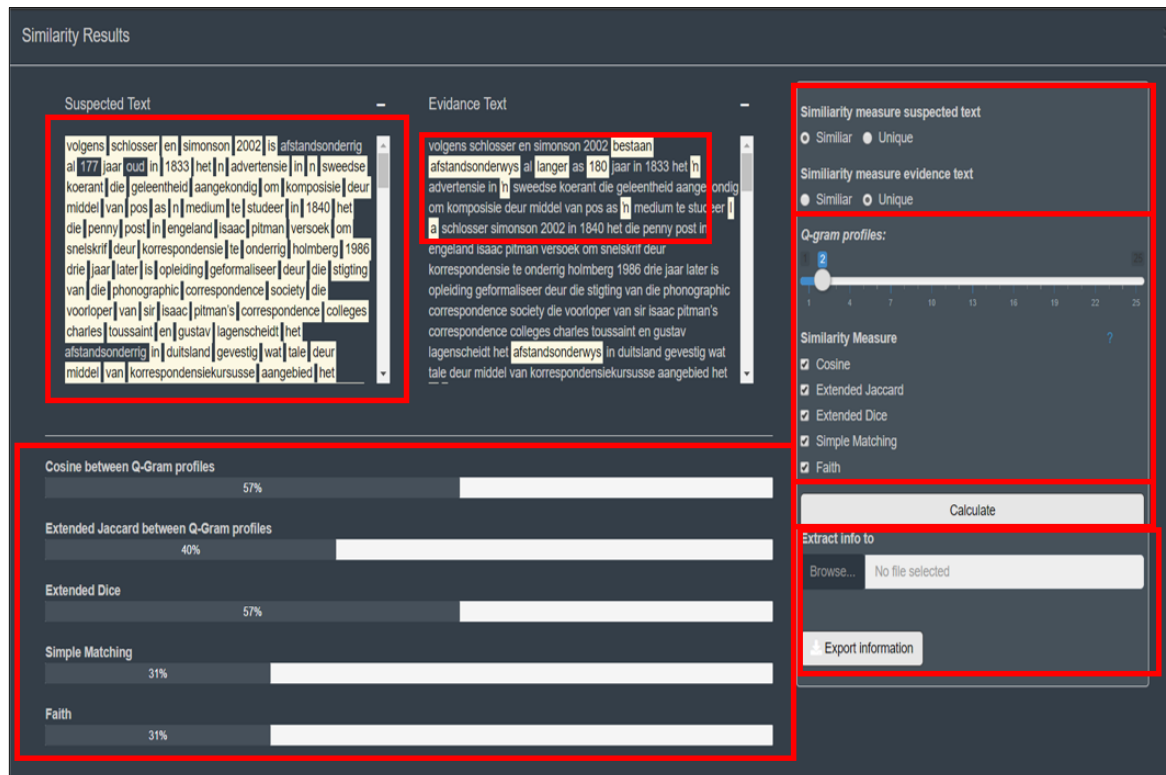 Similarity Results
Suspected Text
volgens schlosser en simonson 2002 is afstandsonderrig
al 177 jaar oud in 1833 het n advertensie in n sweedse
koerant die geleentheid aangekondig om komposisie deur
middel van pos as n medium te studeer in 1840 het
die penny post in engeland isaac pitman versoek om
snelskrif deur korrespondensie te onderrig holmberg 1986
drie jaar later is opleiding geformaliseer deur die stigting
van die phonographic correspondence society die
voorloper van sir isaac pitman's correspondence colleges
charles toussaint en gustav lagenscheidt het
afstandsonderrig in duitsland gevestig wat tale deur
middel van korrespondensiekursusse aangebied het
Evidance Text
volgens schlosser en simonson 2002 bestaan
afstandsonderwys al langer as 180 jaar in 1833 het 'n
advertensie in 'n sweedse koerant die geleentheid aangekondig
om komposisie deur middel van pos as 'n medium te studeer l
a schlosser simonson 2002 in 1840 het die penny post in
engeland isaac pitman versoek om snelskrif deur
korrespondensie te onderrig holmberg 1986 drie jaar later is
opleiding geformaliseer deur die stigting van die phonographic
correspondence society die voorloper van sir isaac pitman's
correspondence colleges charles toussaint en gustav
lagenscheidt het afstandsonderwys in duitsland gevestig wat
tale deur middel van korrespondensiekursusse aangebied het
Similiarity measure suspected text
Similiar Unique
Similiarity measure evidence text
Similiar Unique
Q-gram profiles:
1 2 25
1 4 7 10 13 16 19 22 25
Similarity Measure ?
Cosine
Extended Jaccard
Extended Dice
Simple Matching
Faith
Calculate
Extract info to
Browse... No file selected
Export information
Cosine between Q-Gram profiles
57%
Extended Jaccard between Q-Gram profiles
40%
Extended Dice
57%
Simple Matching
31%
Faith
31%